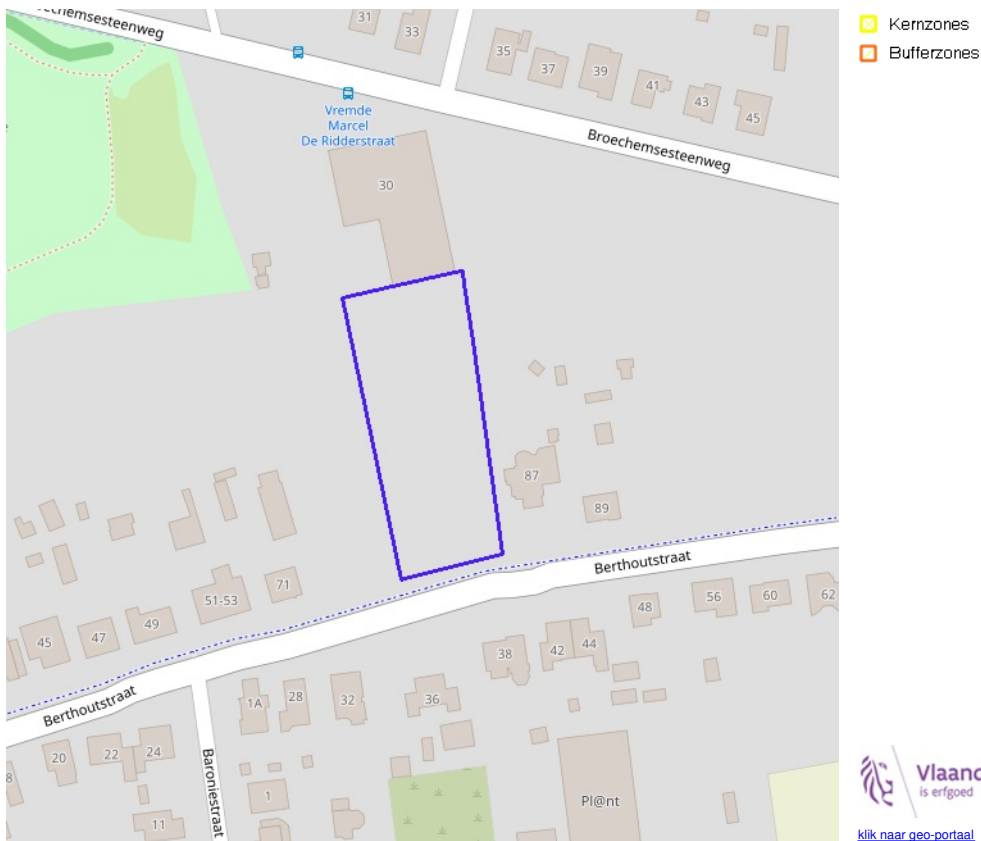 echemsesteenweg
31
33
35
37
39
41
43
45
Vremde
Marcel
De Ridderstraat
Broechemsesteenweg
30
87
89
Berthoutstraat
71
51-53
49
47
45
48
56
60
62
38
42
44
1A
28
32
36
Berthoutstraat
20
22
24
8
11
1
Baroniestraat
Pl@nt
Kernzones
Bufferzones
Vlaand
is erfgoed
klik naar geo-portaal